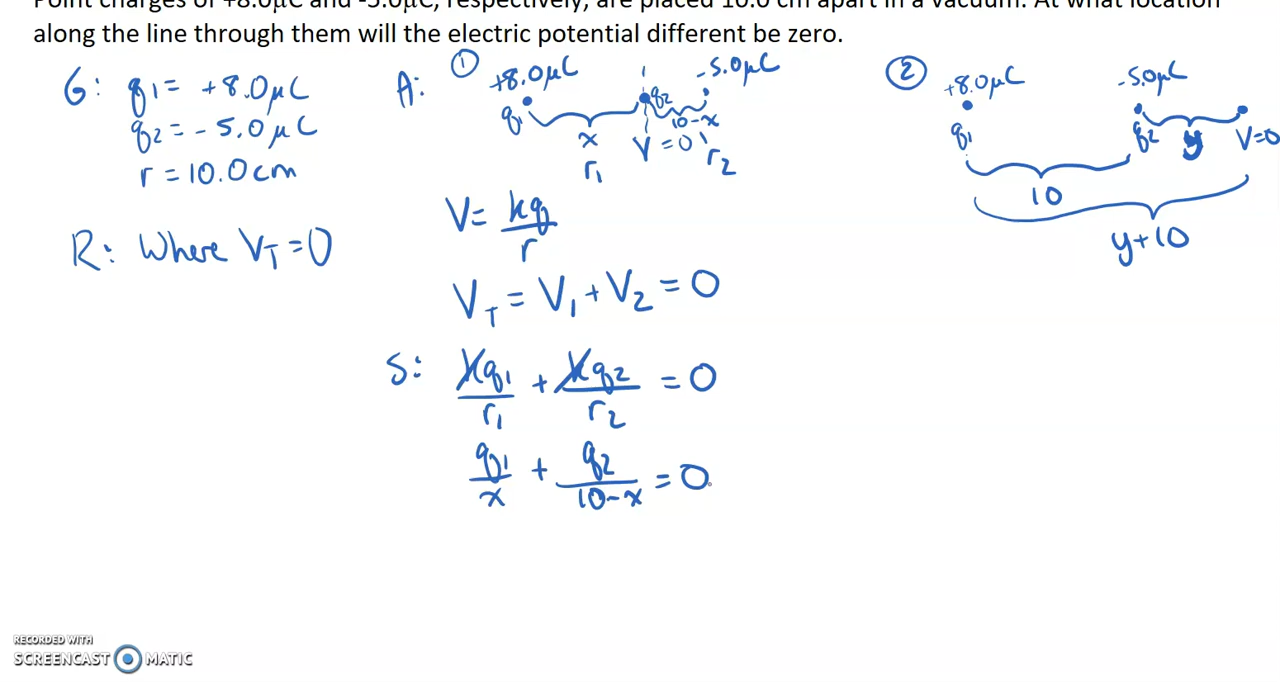 Point charges of +8.0μC and -5.0μC, respectively, are placed 10.0 cm apart in a vacuum. At what location
along the line through them will the electric potential different be zero.
G: q1 = +8.0μC
q2 = -5.0μC
r = 10.0cm
R: Where VT = 0
A: ①
+8.0μC
-5.0μC
q1
q2
x
10-x
V = 0
r1
r2
V = kq/r
VT = V1 + V2 = 0
S: kq1/r1 + kq2/r2 = 0
q1/x + q2/10-x = 0
②
+8.0μC
-5.0μC
q1
q2
y
V=0
10
y+10
RECORDED WITH
SCREENCAST MATIC